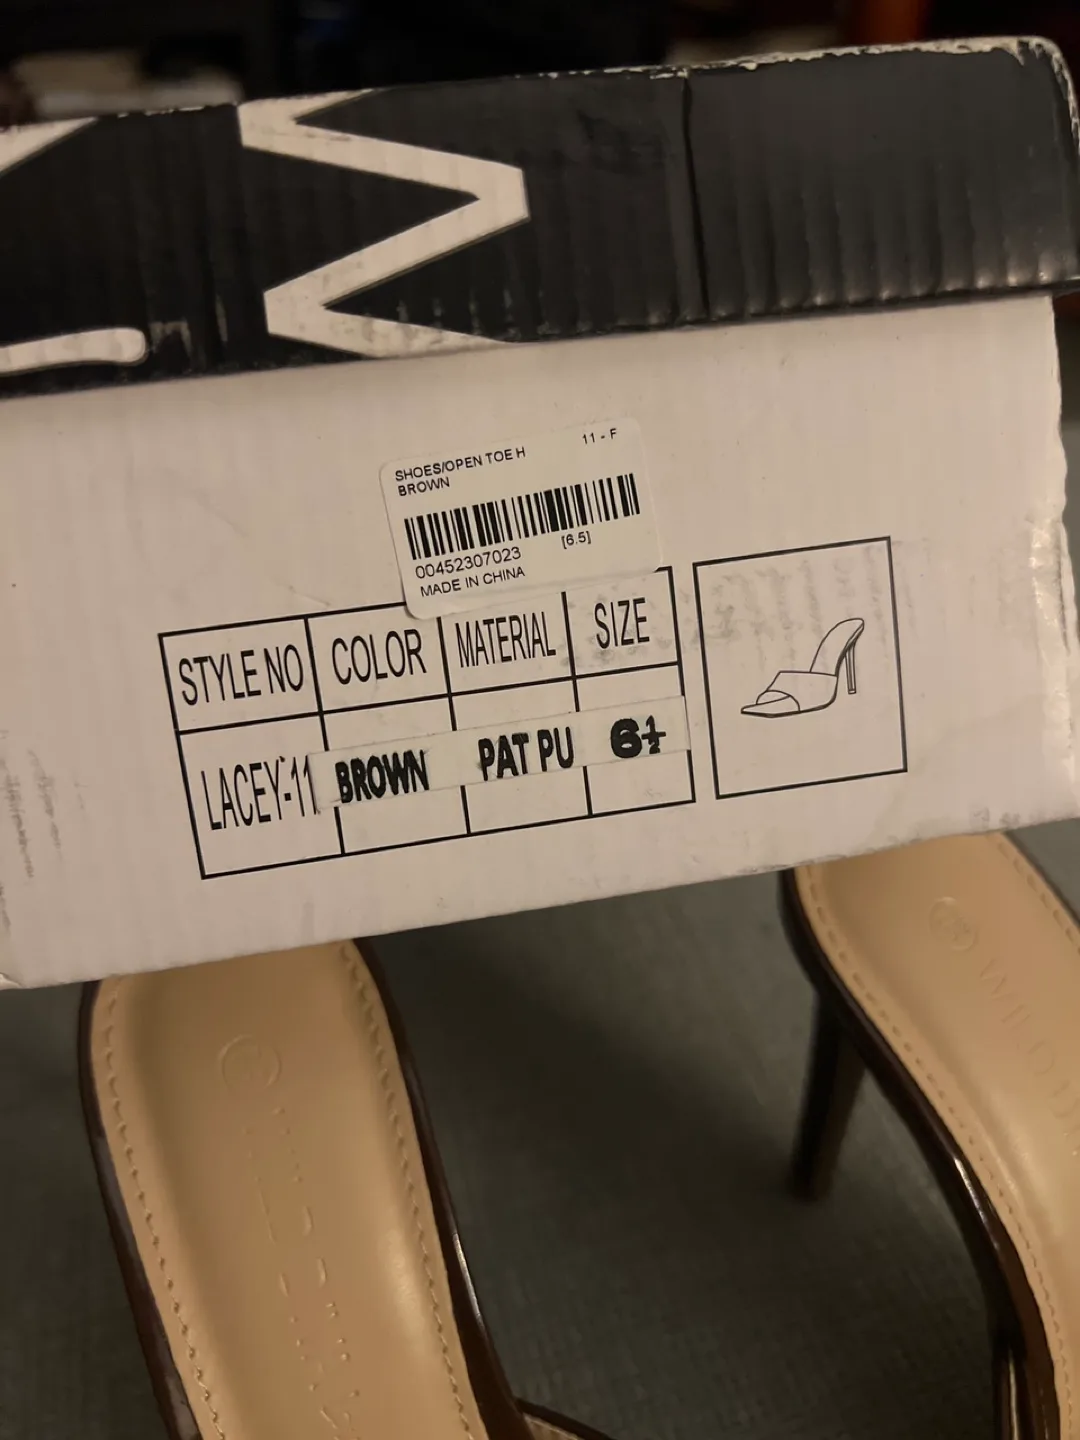 SHOES/OPEN TOE H 11 - F
BROWN
00452307023 [6.5]
MADE IN CHINA
STYLE NO COLOR MATERIAL SIZE
LACEY-11 BROWN PAT PU 6½